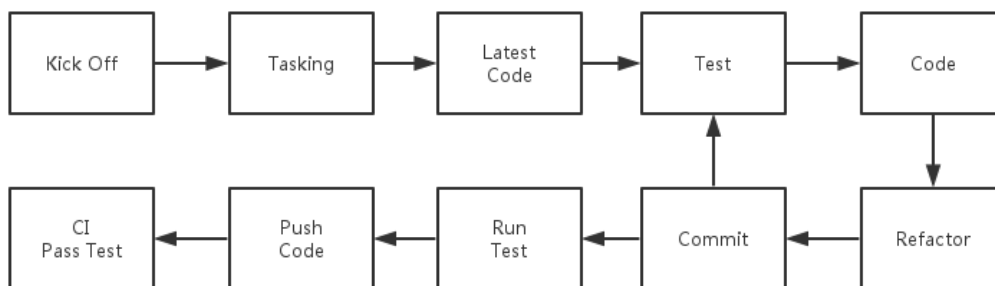 Kick Off
Tasking
Latest
Code
Test
Code
CI
Pass Test
Push
Code
Run
Test
Commit
Refactor